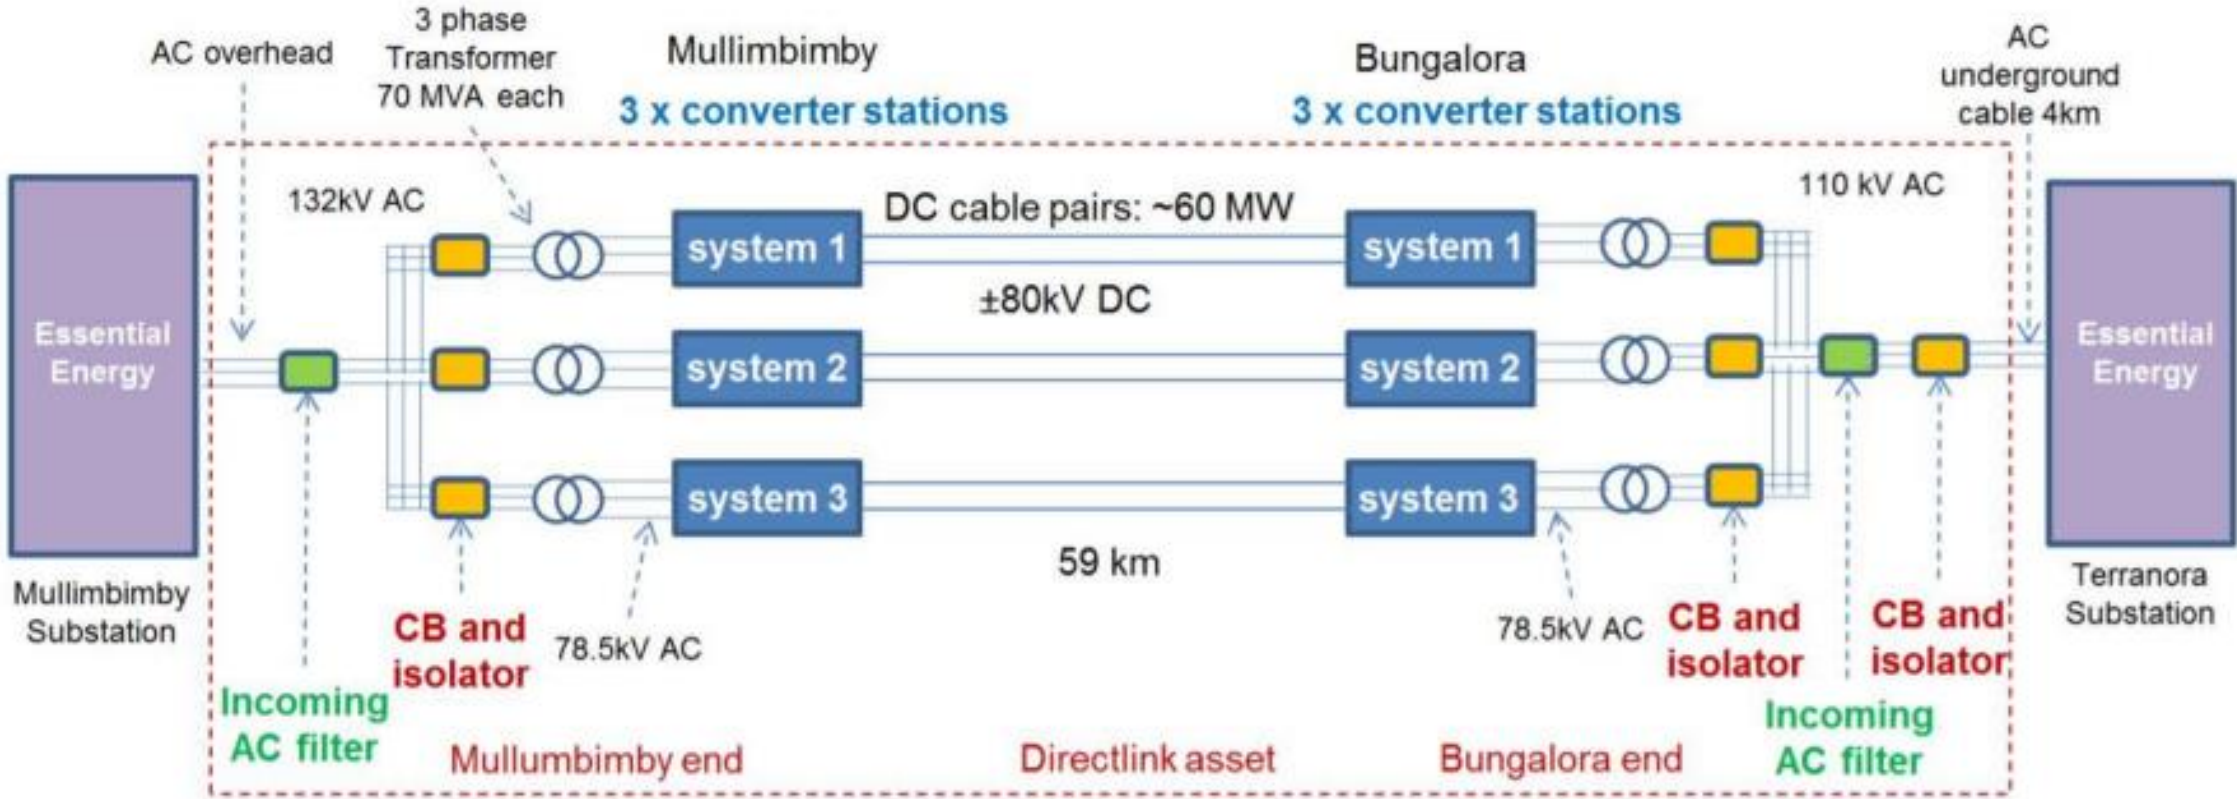 AC overhead
3 phase
Transformer
70 MVA each
Mullimbimby
3 x converter stations
Bungalora
3 x converter stations
AC
underground
cable 4km
132kV AC
110 kV AC
DC cable pairs: ~60 MW
±80kV DC
59 km
Essential
Energy
system 1
system 1
system 2
system 2
system 3
system 3
Essential
Energy
Mullimbimby
Substation
Terranora
Substation
CB and
isolator
78.5kV AC
78.5kV AC
CB and
isolator
CB and
isolator
Incoming
AC filter
Incoming
AC filter
Mullumbimby end
Directlink asset
Bungalora end